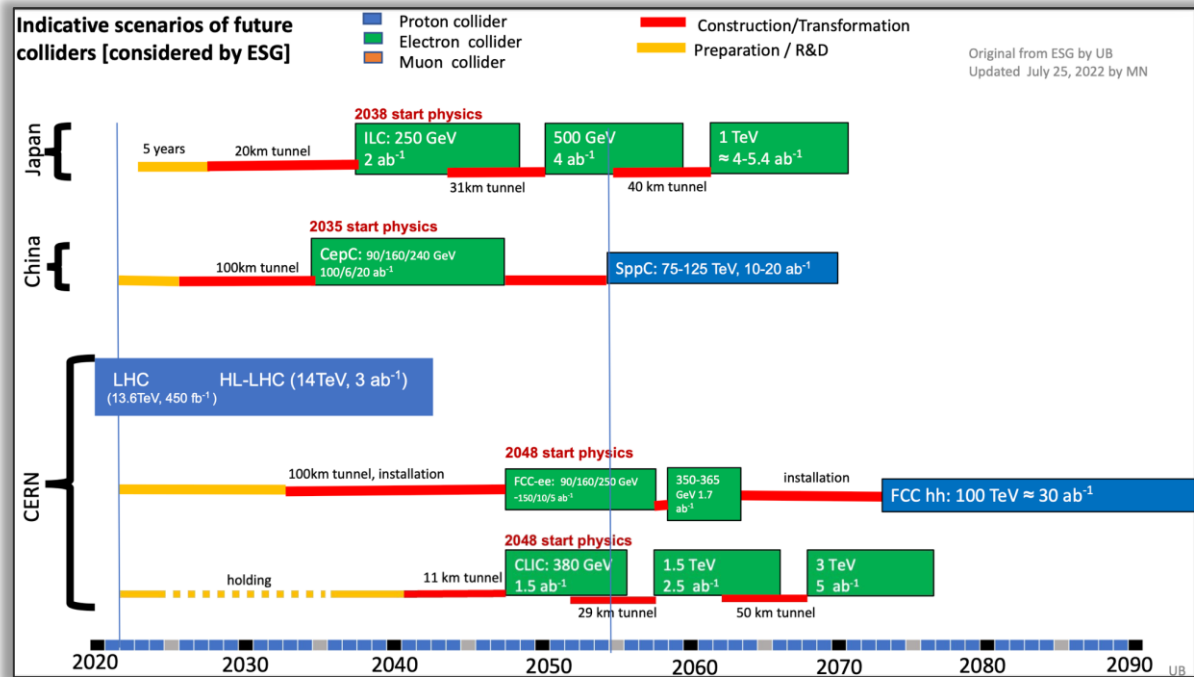 Indicative scenarios of future
colliders [considered by ESG]
Proton collider
Electron collider
Muon collider
Construction/Transformation
Preparation / R&D
Original from ESG by UB
Updated July 25, 2022 by MN
Japan
5 years
20km tunnel
2038 start physics
ILC: 250 GeV
2 ab⁻¹
31km tunnel
500 GeV
4 ab⁻¹
40 km tunnel
1 TeV
≈ 4-5.4 ab⁻¹
China
100km tunnel
2035 start physics
CepC: 90/160/240 GeV
100/6/20 ab⁻¹
SppC: 75-125 TeV, 10-20 ab⁻¹
CERN
LHC HL-LHC (14TeV, 3 ab⁻¹)
(13.6TeV, 450 fb⁻¹)
100km tunnel, installation
2048 start physics
FCC-ee: 90/160/250 GeV
~150/10/5 ab⁻¹
350-365
GeV 1.7
ab⁻¹
installation
FCC hh: 100 TeV ≈ 30 ab⁻¹
holding
11 km tunnel
2048 start physics
CLIC: 380 GeV
1.5 ab⁻¹
29 km tunnel
1.5 TeV
2.5 ab⁻¹
50 km tunnel
3 TeV
5 ab⁻¹
2020 2030 2040 2050 2060 2070 2080 2090
UB